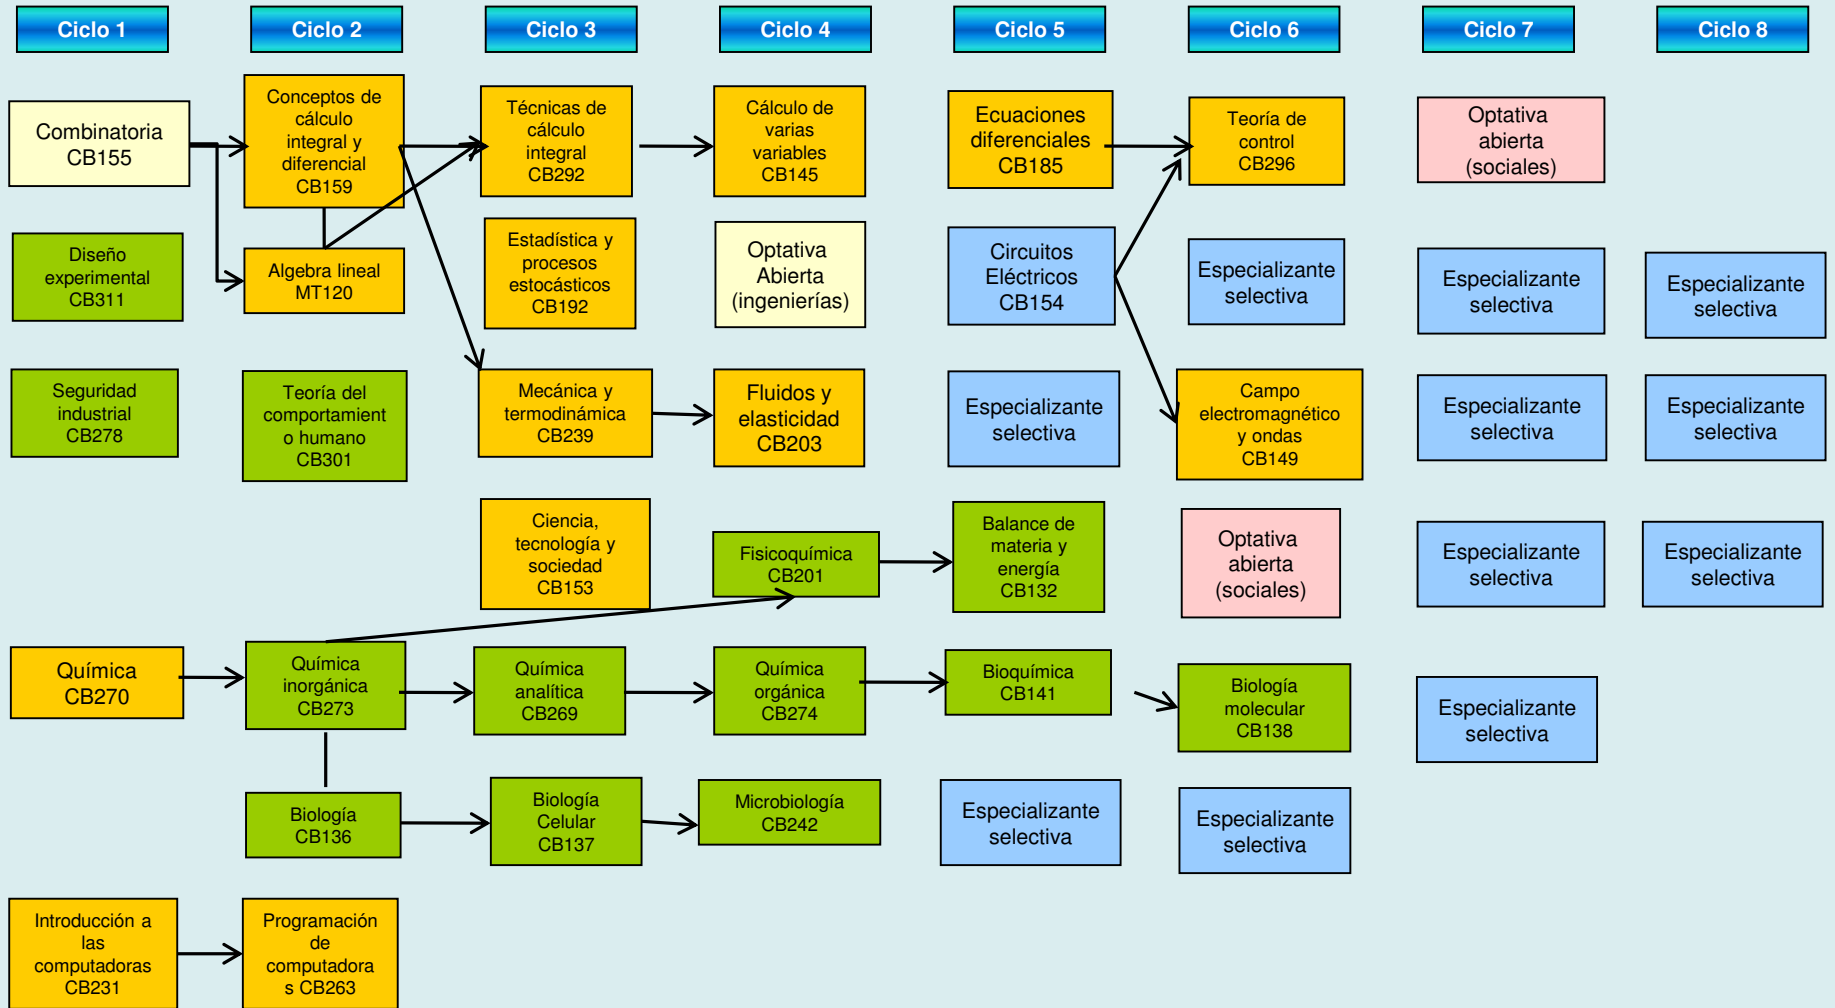 Ciclo 1
Ciclo 2
Ciclo 3
Ciclo 4
Ciclo 5
Ciclo 6
Ciclo 7
Ciclo 8
Combinatoria
CB155
Conceptos de
cálculo
integral y
diferencial
CB159
Técnicas de
cálculo
integral
CB292
Cálculo de
varias
variables
CB145
Ecuaciones
diferenciales
CB185
Teoría de
control
CB296
Optativa
abierta
(sociales)
Diseño
experimental
CB311
Algebra lineal
MT120
Estadística y
procesos
estocásticos
CB192
Optativa
Abierta
(ingenierías)
Circuitos
Eléctricos
CB154
Especializante
selectiva
Especializante
selectiva
Especializante
selectiva
Seguridad
industrial
CB278
Teoría del
comportamient
o humano
CB301
Mecánica y
termodinámica
CB239
Fluidos y
elasticidad
CB203
Especializante
selectiva
Campo
electromagnético
y ondas
CB149
Especializante
selectiva
Especializante
selectiva
Ciencia,
tecnología y
sociedad
CB153
Fisicoquímica
CB201
Balance de
materia y
energía
CB132
Optativa
abierta
(sociales)
Especializante
selectiva
Especializante
selectiva
Química
CB270
Química
inorgánica
CB273
Química
analítica
CB269
Química
orgánica
CB274
Bioquímica
CB141
Biología
molecular
CB138
Especializante
selectiva
Biología
CB136
Biología
Celular
CB137
Microbiología
CB242
Especializante
selectiva
Especializante
selectiva
Introducción a
las
computadoras
CB231
Programación
de
computadora
s CB263